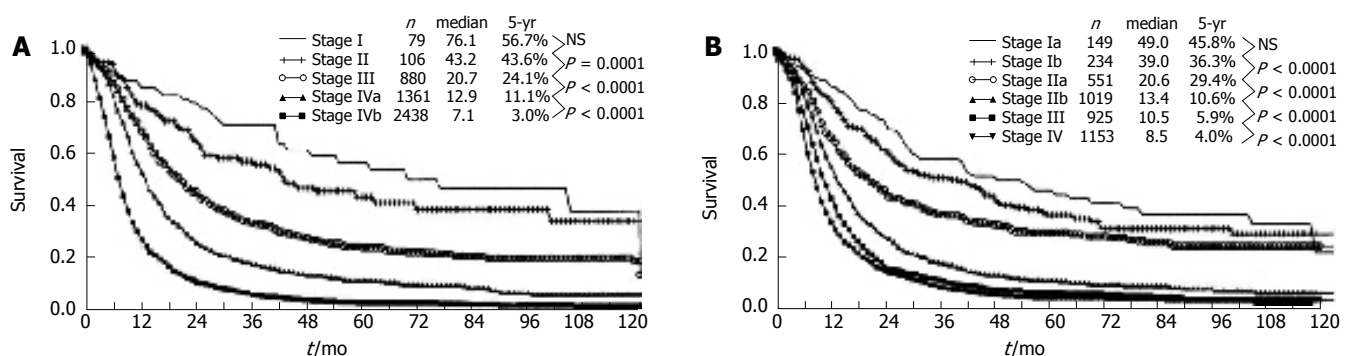 A
n median 5-yr
Stage I 79 76.1 56.7%
Stage II 106 43.2 43.6%
Stage III 880 20.7 24.1%
Stage IVa 1361 12.9 11.1%
Stage IVb 2438 7.1 3.0%
NS
P = 0.0001
P < 0.0001
P < 0.0001
Survival
1.0
0.8
0.6
0.4
0.2
0.0
0 12 24 36 48 60 72 84 96 108 120
t/mo
B
n median 5-yr
Stage Ia 149 49.0 45.8%
Stage Ib 234 39.0 36.3%
Stage IIa 551 20.6 29.4%
Stage IIb 1019 13.4 10.6%
Stage III 925 10.5 5.9%
Stage IV 1153 8.5 4.0%
NS
P < 0.0001
P < 0.0001
P < 0.0001
P < 0.0001
Survival
1.0
0.8
0.6
0.4
0.2
0.0
0 12 24 36 48 60 72 84 96 108 120
t/mo